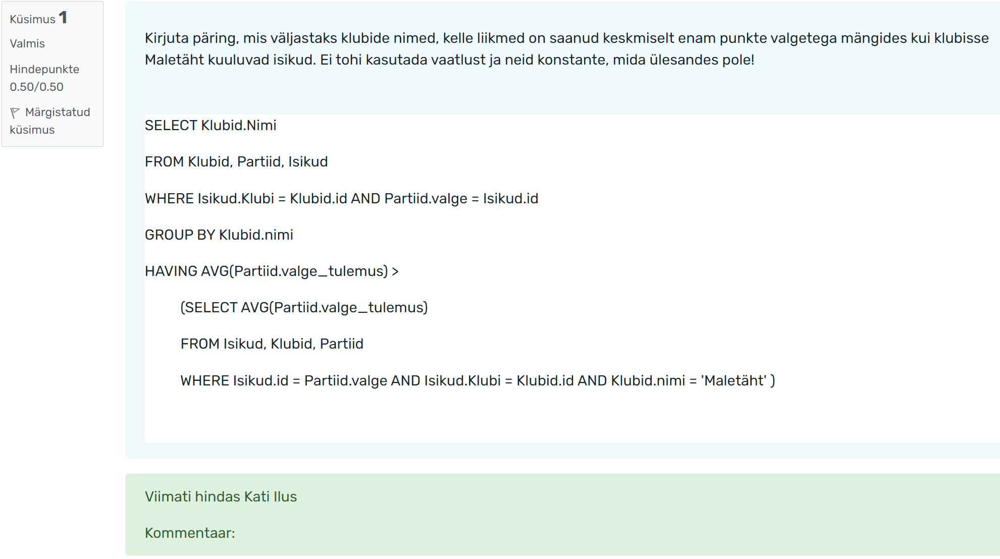 Küsimus 1
Valmis
Hindepunkte
0.50/0.50
Märgistatud
küsimus
Kirjuta päring, mis väljastaks klubide nimed, kelle liikmed on saanud keskmiselt enam punkte valgetega mängides kui klubisse
Maletäht kuuluvad isikud. Ei tohi kasutada vaatlust ja neid konstante, mida ülesandes pole!
SELECT Klubid.Nimi
FROM Klubid, Partiid, Isikud
WHERE Isikud.Klubi = Klubid.id AND Partiid.valge = Isikud.id
GROUP BY Klubid.nimi
HAVING AVG(Partiid.valge_tulemus) >
(SELECT AVG(Partiid.valge_tulemus)
FROM Isikud, Klubid, Partiid
WHERE Isikud.id = Partiid.valge AND Isikud.Klubi = Klubid.id AND Klubid.nimi = 'Maletäht' )
Viimati hindas Kati Ilus
Kommentaar: